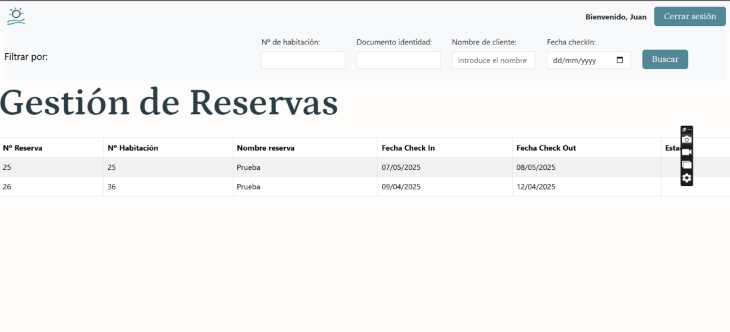 Bienvenido, Juan
Cerrar sesión
Filtrar por:
Nº de habitación:
Documento identidad:
Nombre de cliente:
Fecha checkIn:
Introduce el nombre
dd/mm/yyyy
Buscar
Gestión de Reservas
Nº Reserva Nº Habitación Nombre reserva Fecha Check In Fecha Check Out
25 25 Prueba 07/05/2025 08/05/2025
26 36 Prueba 09/04/2025 12/04/2025